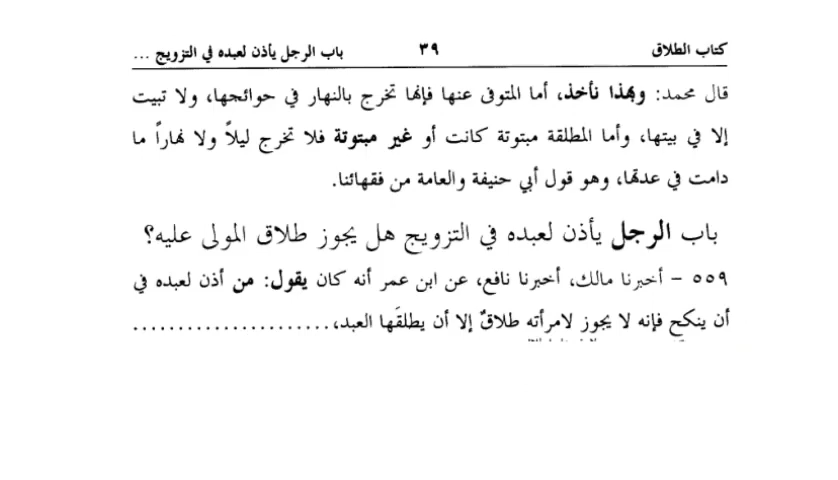 كتاب الطلاق ٣٩ باب الرجل يأذن لعبده في التزويج ...
قال محمد: وبهذا نأخذ، أما المتوفى عنها فإنها تخرج بالنهار في حوائجها، ولا تبيت
إلا في بيتها، وأما المطلقة مبتوتة كانت أو غير مبتوتة فلا تخرج ليلاً ولا نهاراً ما
دامت في عدتها، وهو قول أبي حنيفة والعامة من فقهائنا.
باب الرجل يأذن لعبده في التزويج هل يجوز طلاق المولى عليه؟
٥٥٩ - أخبرنا مالك، أخبرنا نافع، عن ابن عمر أنه كان يقول: من أذن لعبده في
أن ينكح فإنه لا يجوز لامرأته طلاقٌ إلا أن يطلقَها العبد،......................